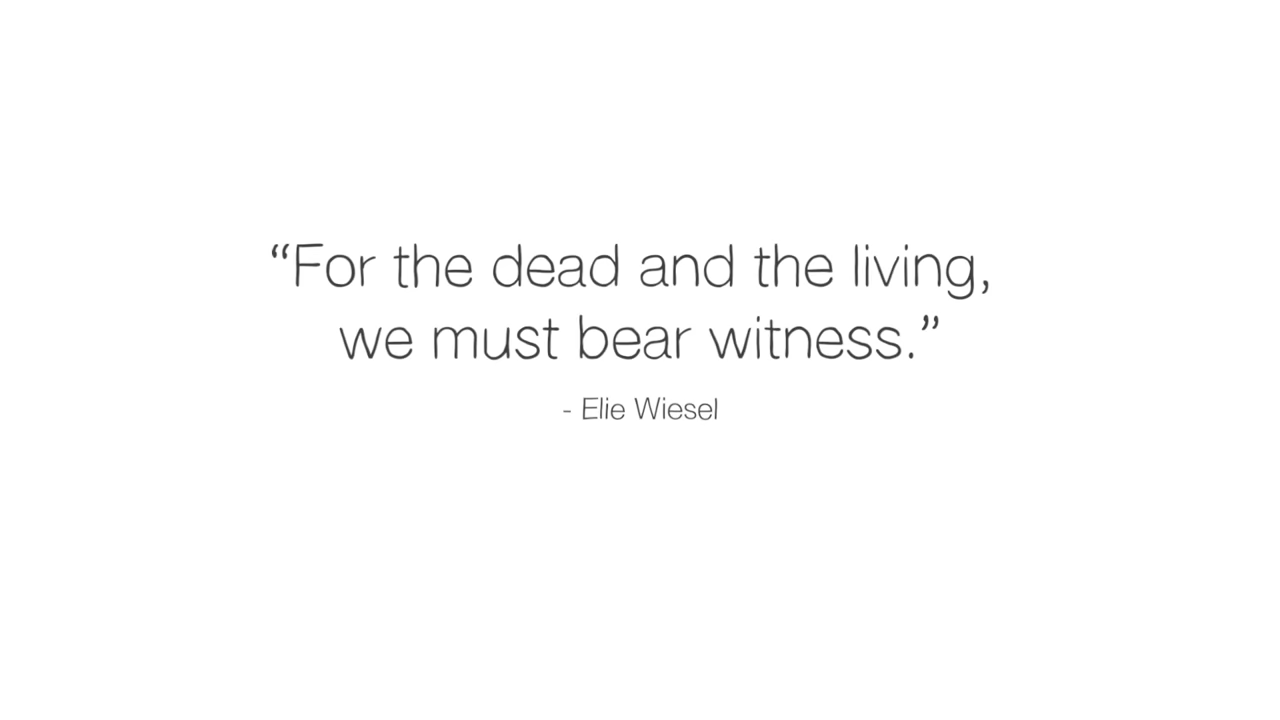 “For the dead and the living,
we must bear witness.”
- Elie Wiesel